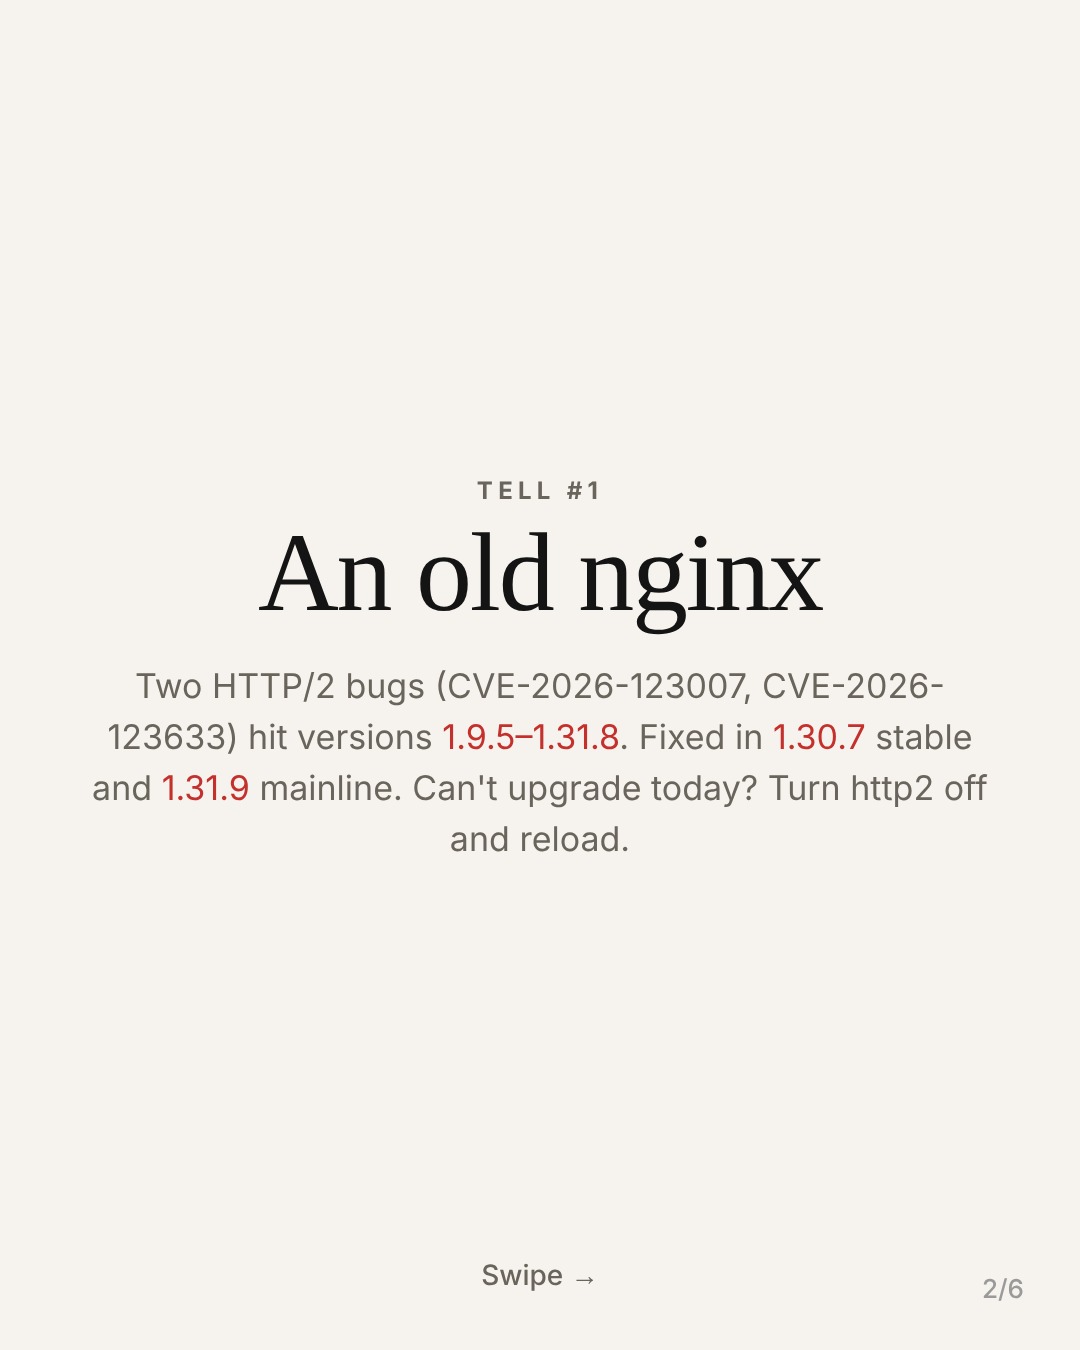 TELL #1
An old nginx
Two HTTP/2 bugs (CVE-2026-123007, CVE-2026-
123633) hit versions 1.9.5–1.31.8. Fixed in 1.30.7 stable
and 1.31.9 mainline. Can't upgrade today? Turn http2 off
and reload.
Swipe →
2/6